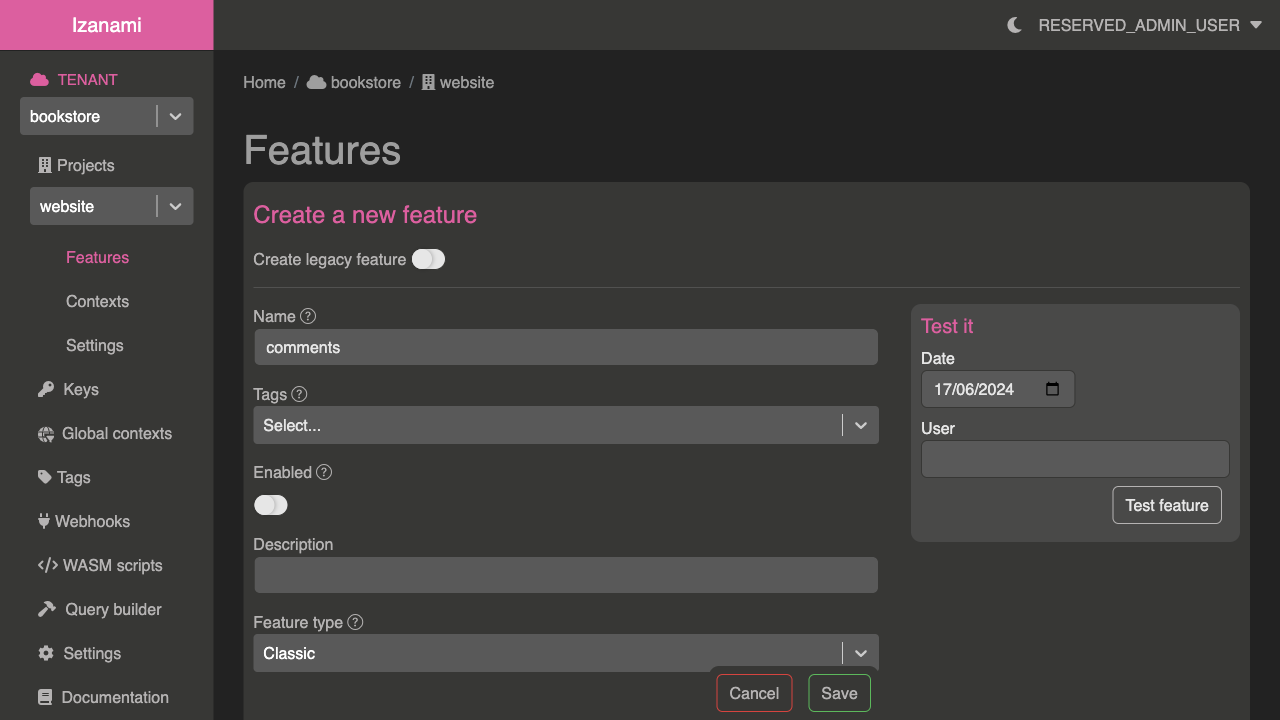 Izanami
RESERVED_ADMIN_USER
TENANT
bookstore
Projects
website
Features
Contexts
Settings
Keys
Global contexts
Tags
Webhooks
WASM scripts
Query builder
Settings
Documentation
Home / bookstore / website
Features
Create a new feature
Create legacy feature
Name ?
comments
Tags ?
Select...
Enabled ?
Description
Feature type ?
Classic
Cancel Save
Test it
Date
17/06/2024
User
Test feature